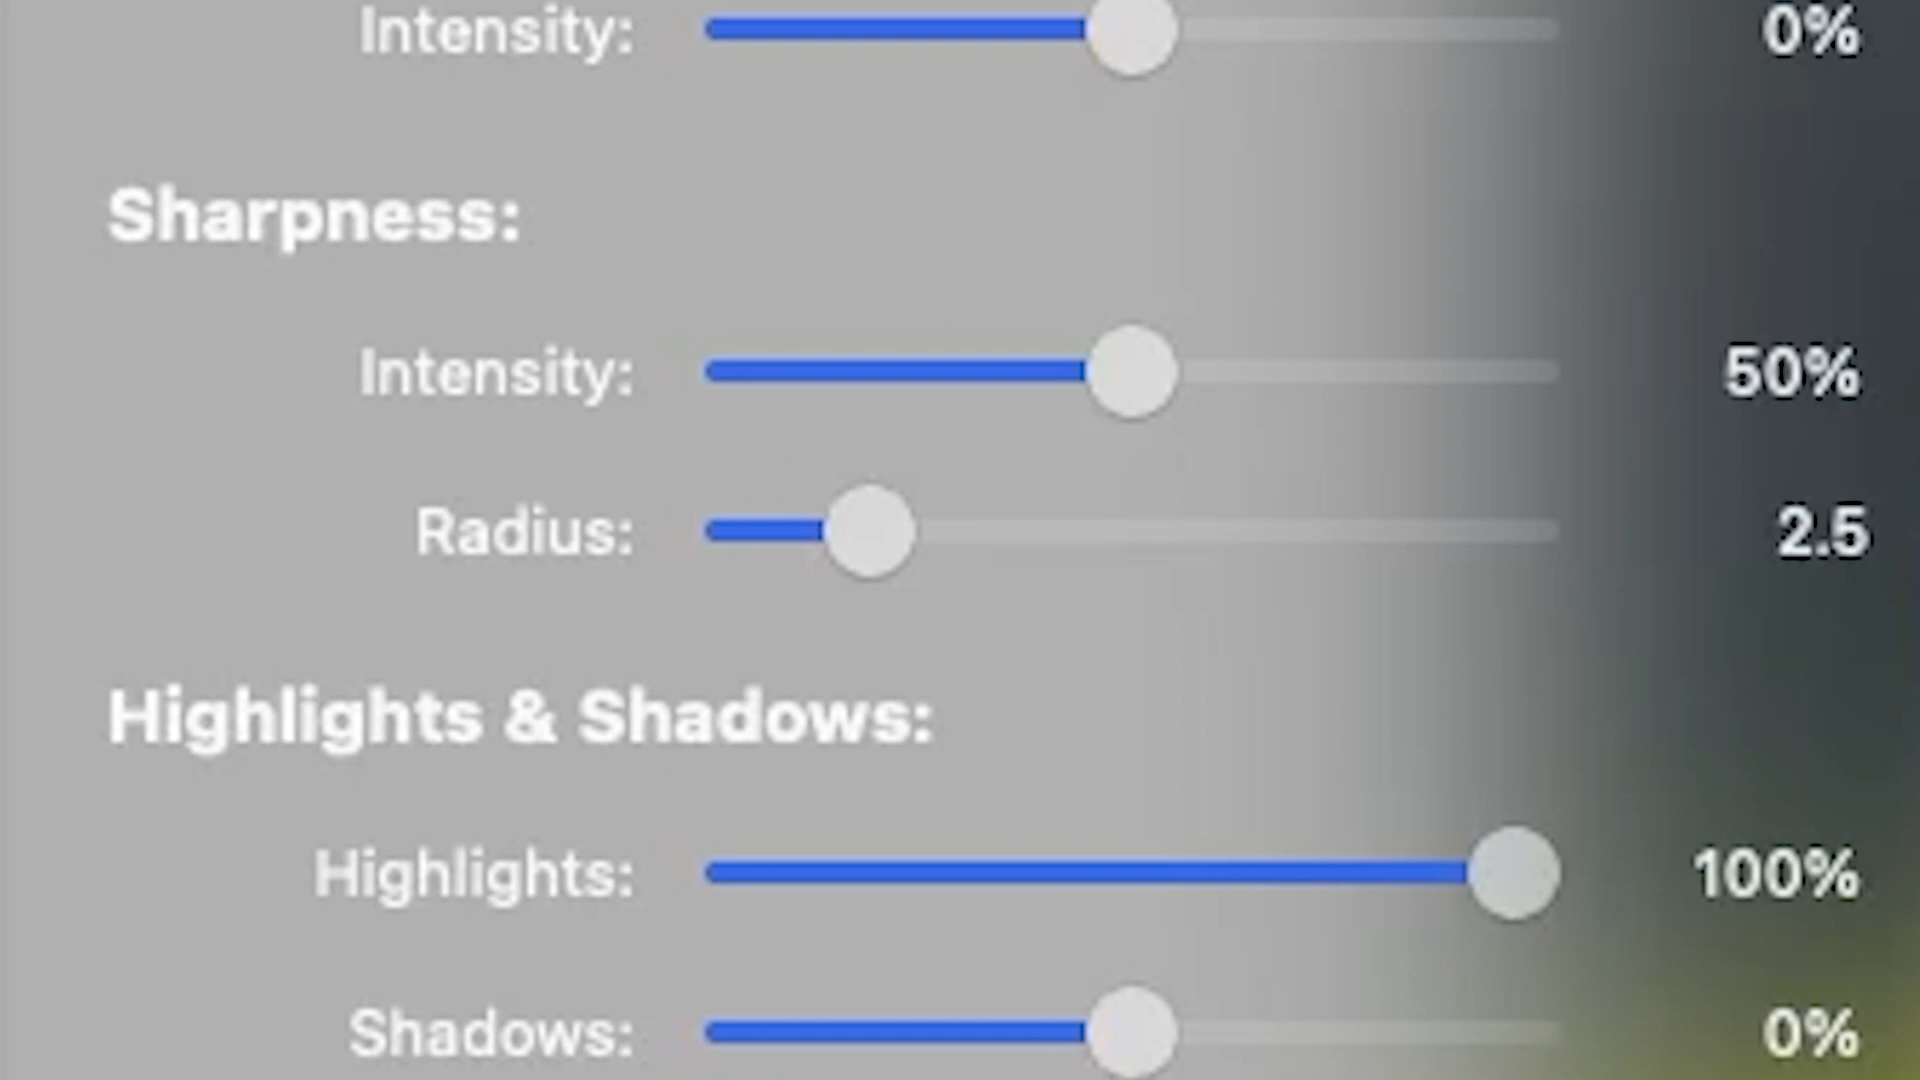 Intensity: 0%
Sharpness:
Intensity: 50%
Radius: 2.5
Highlights & Shadows:
Highlights: 100%
Shadows: 0%